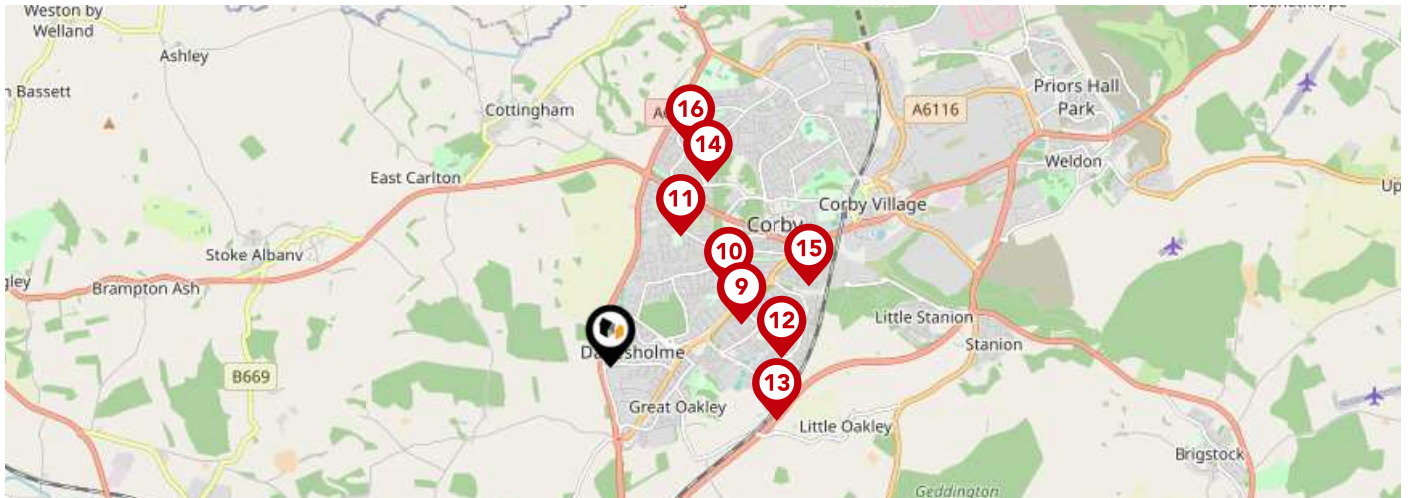 Weston by
Welland
Ashley
Bassett
Cottingham
16
14
A6116
Priors Hall
Park
Weldon
East Carlton
11
Corby Village
Corby
Stoke Albany
10
15
9
Brampton Ash
12
Little Stanion
Stanion
B669
13
Great Oakley
Little Oakley
Brigstock
Geddington